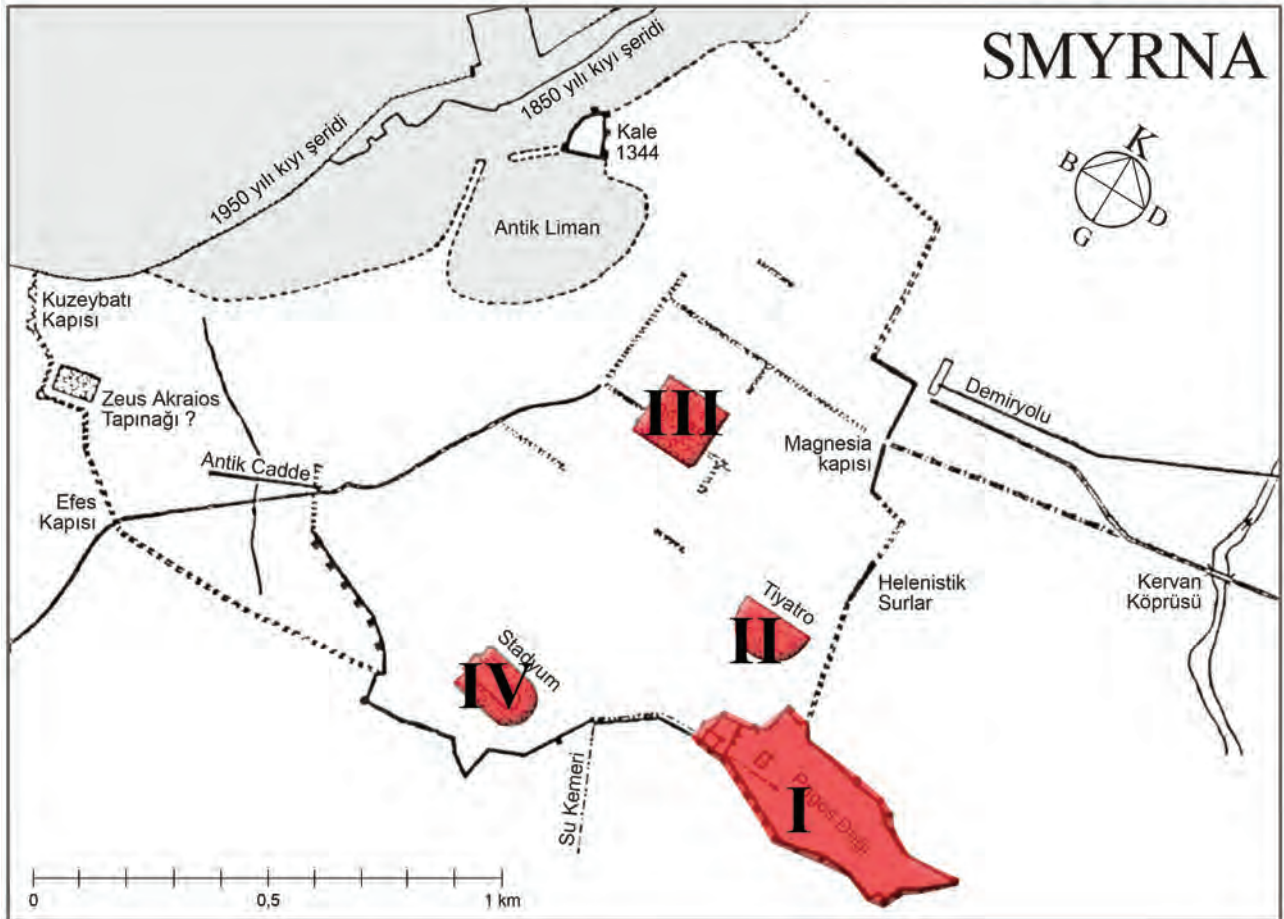 SMYRNA
K
B
D
G
1950 yılı kıyı şeridi
1850 yılı kıyı şeridi
Kale
1344
Antik Liman
Kuzeybatı
Kapısı
Zeus Akraios
Tapınağı ?
Antik Cadde
Efes
Kapısı
III
Magnesia
kapısı
Demiryolu
Helenistik
Surlar
Kervan
Köprüsü
Tiyatro
II
Stadyum
IV
Su Kemeri
Pagos Dağı
I
0
0,5
1 km